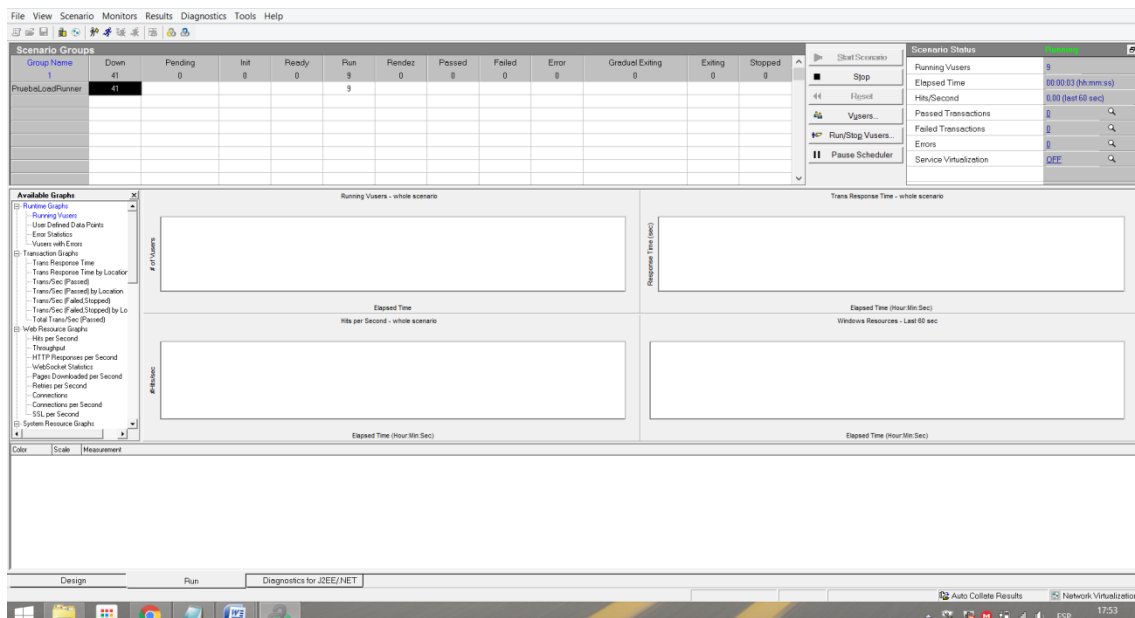 File View Scenario Monitors Results Diagnostics Tools Help
Scenario Groups
Group Name Down Pending Init Ready Run Rendez Passed Failed Error Gradual Exiting Exiting Stopped
1 41 0 0 0 9 0 0 0 0 0 0 0
PruebaLoadRunner 41 9
Start Scenario
Stop
Reset
Vusers...
Run/Stop Vusers...
Pause Scheduler
Scenario Status Running
Running Vusers 9
Elapsed Time 00:00:03 (hh:mm:ss)
Hits/Second 0,00 (last 60 sec)
Passed Transactions 0
Failed Transactions 0
Errors 0
Service Virtualization OFF
Available Graphs
Runtime Graphs
Running Vusers
User Defined Data Points
Error Statistics
Vusers with Errors
Transaction Graphs
Trans Response Time
Trans Response Time by Location
Trans/Sec (Passed)
Trans/Sec (Passed) by Location
Trans/Sec (Failed,Stopped)
Trans/Sec (Failed,Stopped) by Lo
Total Trans/Sec (Passed)
Web Resource Graphs
Hits per Second
Throughput
HTTP Responses per Second
WebSocket Statistics
Pages Downloaded per Second
Retries per Second
Connections
Connections per Second
SSL per Second
System Resource Graphs
Running Vusers - whole scenario
# of Vusers
Elapsed Time
Trans Response Time - whole scenario
Response Time (sec)
Elapsed Time (Hour:Min:Sec)
Hits per Second - whole scenario
#Hits/sec
Elapsed Time (Hour:Min:Sec)
Windows Resources - Last 60 sec
Elapsed Time (Hour:Min:Sec)
Color Scale Measurement
Design Run Diagnostics for J2EE/.NET
Auto Collate Results Network Virtualization
ESP 17:53